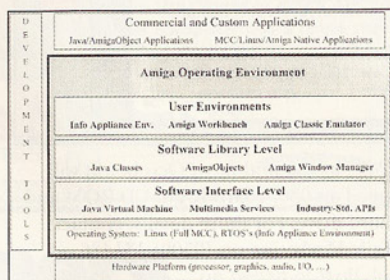 DEVELOPMENT TOOLS
Commercial and Custom Applications
Java/AmigaObject Applications MCC/Linux/Amiga Native Applications
Amiga Operating Environment
User Environments
Info Appliance Env. Amiga Workbench Amiga Classic Emulator
Software Library Level
Java Classes AmigaObjects Amiga Window Manager
Software Interface Level
Java Virtual Machine Multimedia Services Industry-Std. APIs
Operating System: Linux (Full MCC), RTOS's (Info Appliance Environment)
Hardware Platform (processor, graphics, audio, I/O, ...)